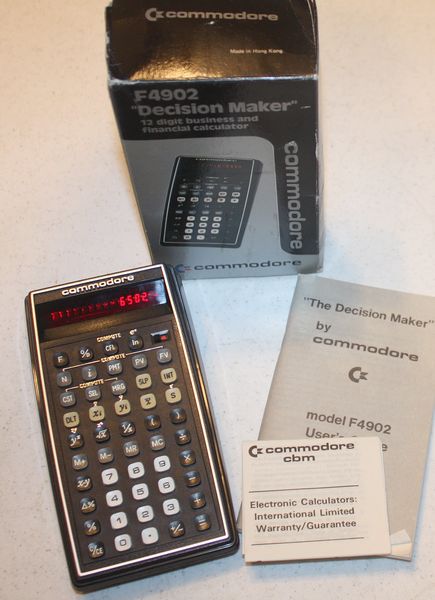 commodore
Made in Hong Kong
F4902
"Decision Maker"
12 digit business and
financial calculator
commodore
commodore
commodore
6502
COMPUTE
F % CFL ln
N i PMT PV FV
COMPUTE
CST SEL MRG SLP INT
DLT S
M+ M- MR MC
x-y 7 8 9
Δ% 4 5 6
1 2 3
/CE 0 . +/- =
"The Decision Maker"
by
commodore
model F4902
User's
commodore
cbm
Electronic Calculators:
International Limited
Warranty/Guarantee